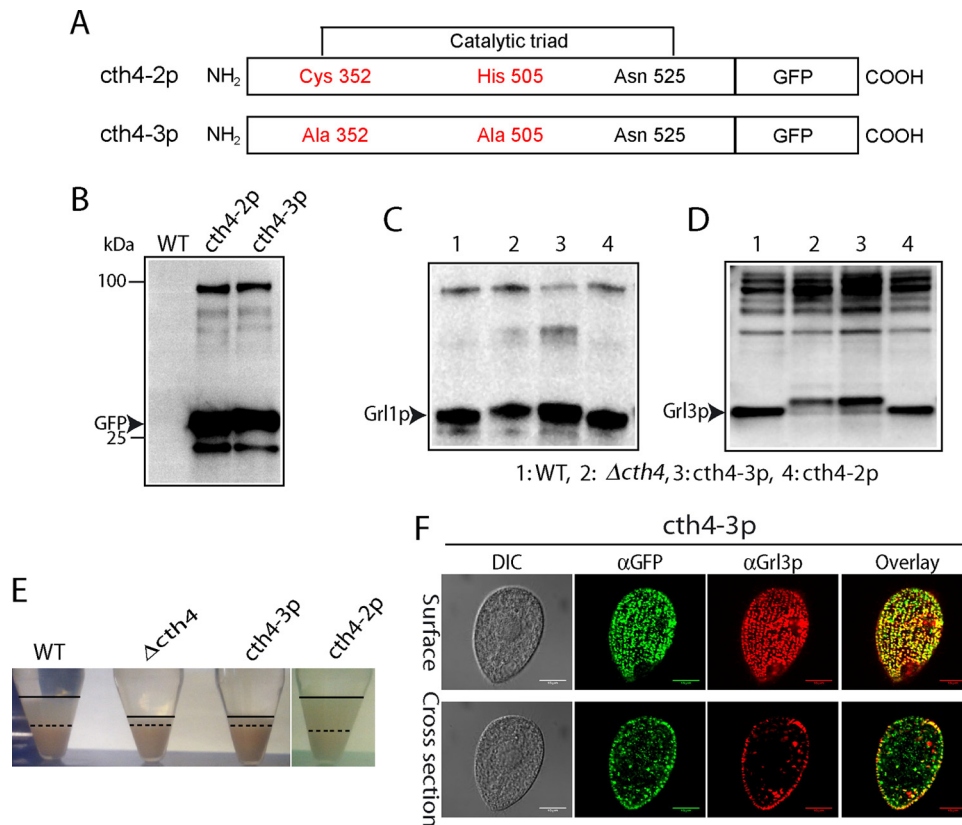 A
Catalytic triad
cth4-2p NH2 Cys 352 His 505 Asn 525 GFP COOH
cth4-3p NH2 Ala 352 Ala 505 Asn 525 GFP COOH
B
kDa WT cth4-2p cth4-3p
100
GFP
25
C
1 2 3 4
Grl1p
D
1 2 3 4
Grl3p
1: WT, 2: Δcth4, 3: cth4-3p, 4: cth4-2p
E
WT Δcth4 cth4-3p cth4-2p
F
cth4-3p
DIC αGFP αGrl3p Overlay
Surface
Cross section